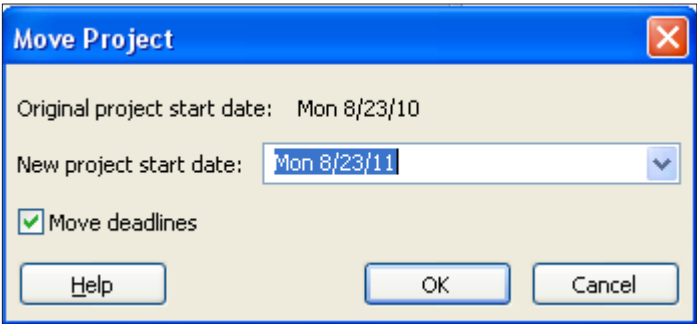 Move Project
Original project start date: Mon 8/23/10
New project start date: Mon 8/23/11
Move deadlines
Help OK Cancel